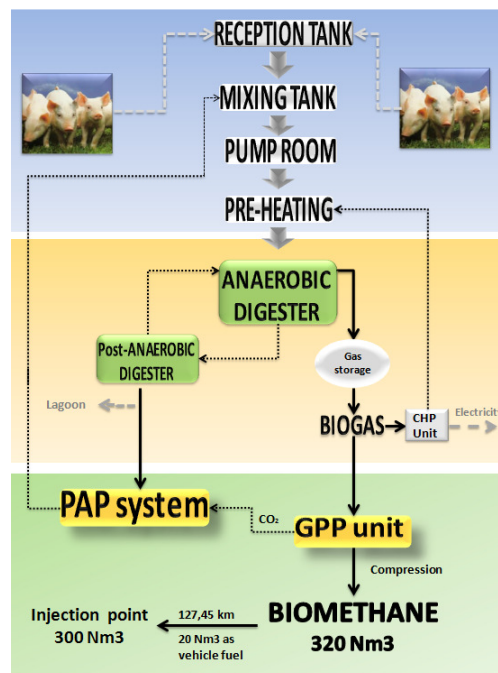 RECEPTION TANK
MIXING TANK
PUMP ROOM
PRE-HEATING
ANAEROBIC
DIGESTER
Post-ANAEROBIC
DIGESTER
Gas
storage
Lagoon
BIOGAS
CHP
Unit
Electricity
PAP system
CO₂
GPP unit
Compression
Injection point
300 Nm3
127,45 km
20 Nm3 as
vehicle fuel
BIOMETHANE
320 Nm3